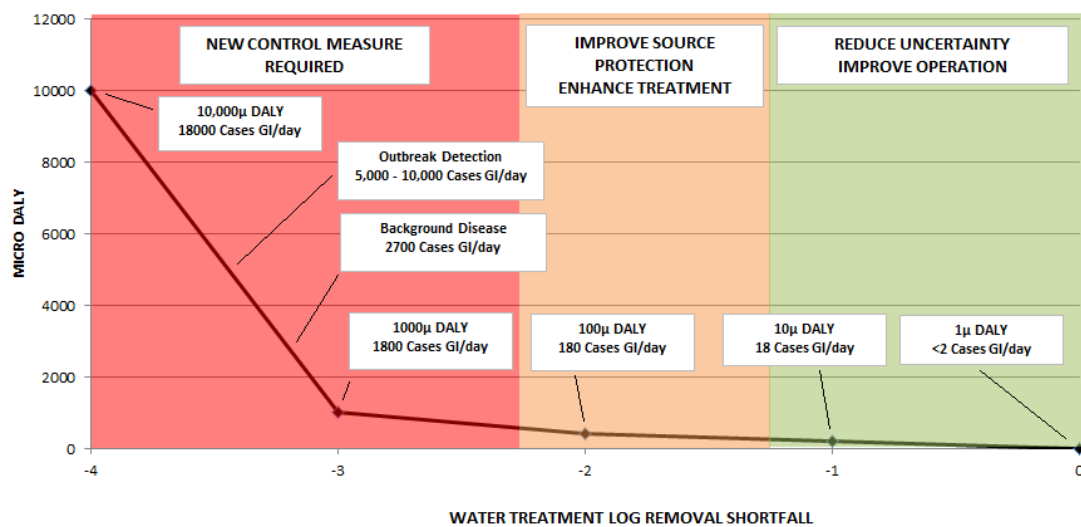 12000
10000
8000
6000
4000
2000
0
MICRO DALY
NEW CONTROL MEASURE
REQUIRED
IMPROVE SOURCE
PROTECTION
ENHANCE TREATMENT
REDUCE UNCERTAINTY
IMPROVE OPERATION
10,000µ DALY
18000 Cases GI/day
Outbreak Detection
5,000 - 10,000 Cases GI/day
Background Disease
2700 Cases GI/day
1000µ DALY
1800 Cases GI/day
100µ DALY
180 Cases GI/day
10µ DALY
18 Cases GI/day
1µ DALY
<2 Cases GI/day
-4 -3 -2 -1 0
WATER TREATMENT LOG REMOVAL SHORTFALL